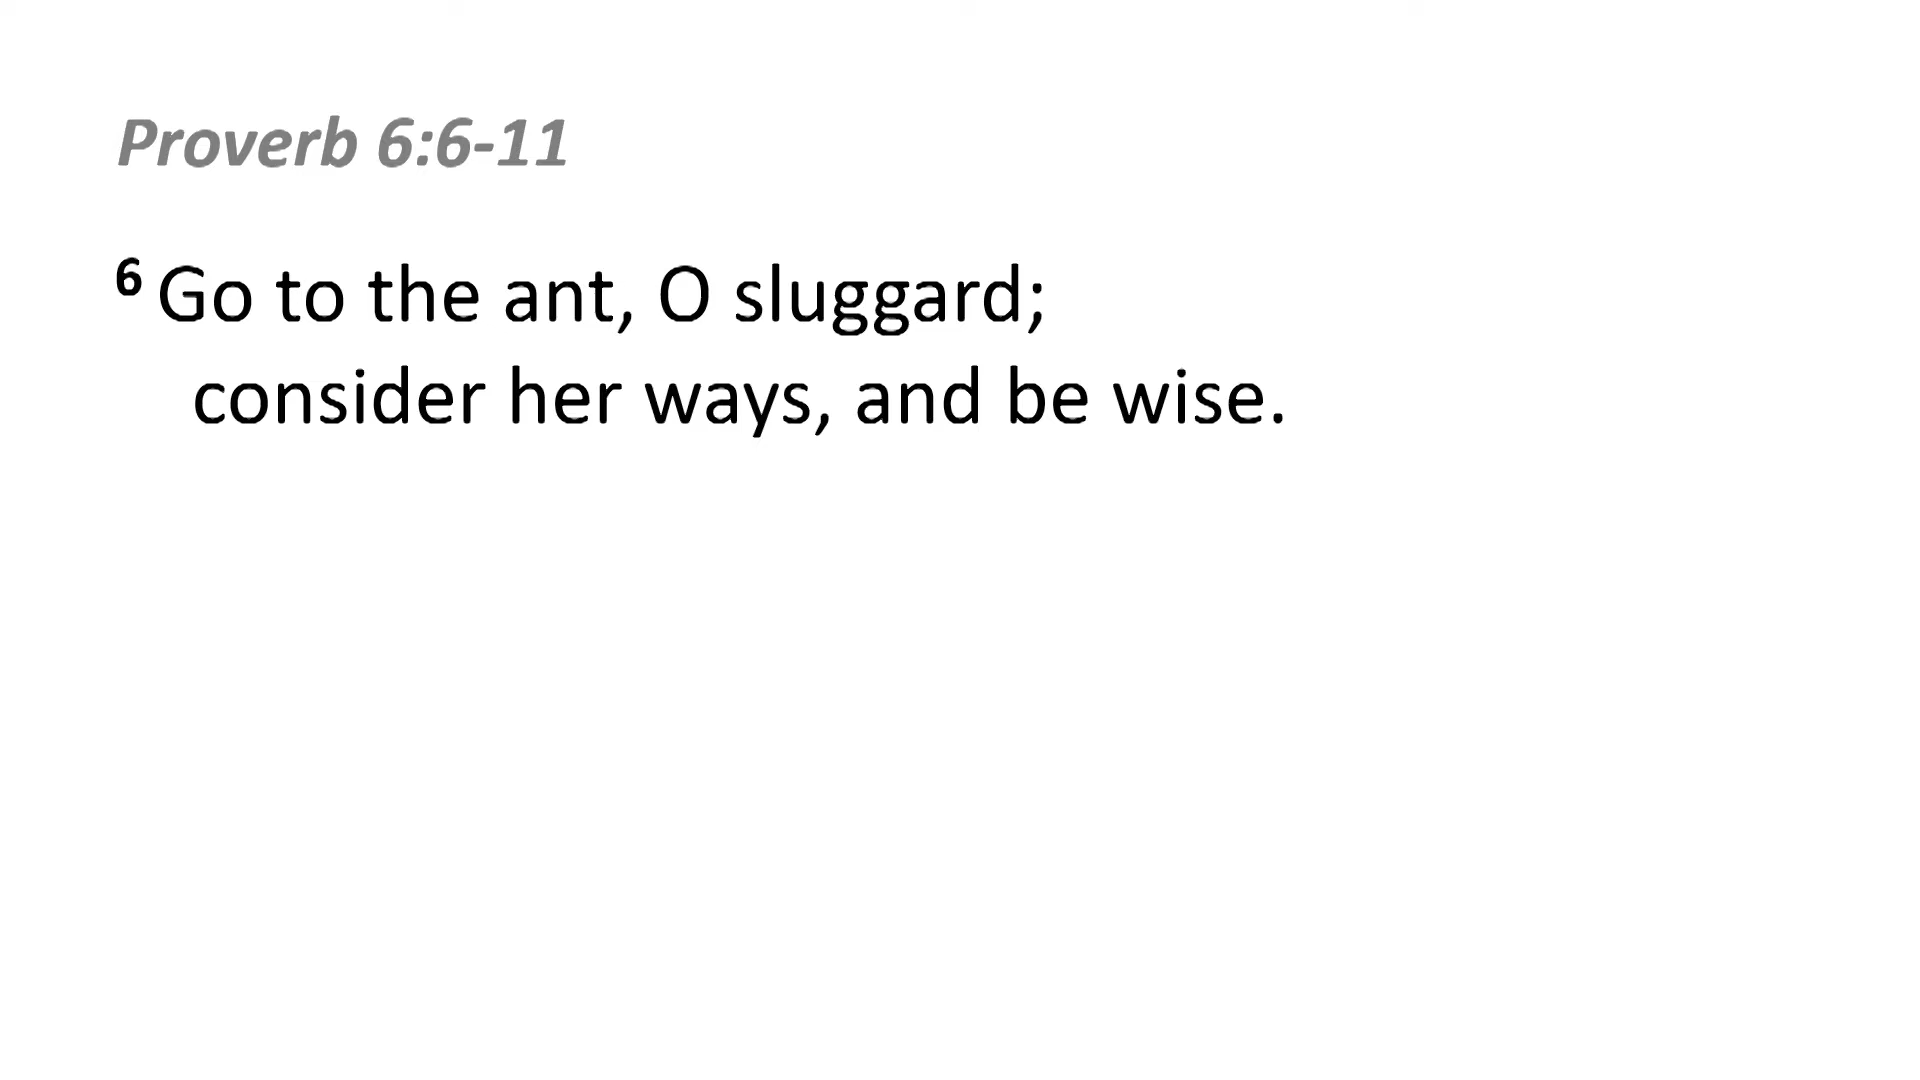 Proverb 6:6-11
6 Go to the ant, O sluggard;
consider her ways, and be wise.